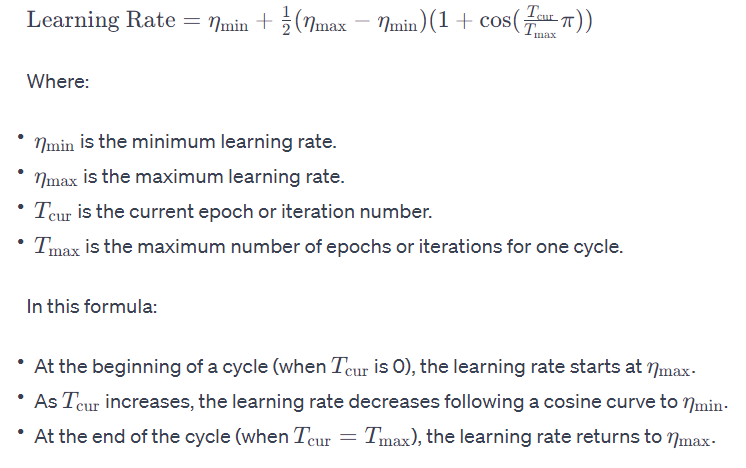 Learning Rate = η_min + 1/2(η_max − η_min)(1 + cos(T_cur/T_max π))
Where:
• η_min is the minimum learning rate.
• η_max is the maximum learning rate.
• T_cur is the current epoch or iteration number.
• T_max is the maximum number of epochs or iterations for one cycle.
In this formula:
• At the beginning of a cycle (when T_cur is 0), the learning rate starts at η_max.
• As T_cur increases, the learning rate decreases following a cosine curve to η_min.
• At the end of the cycle (when T_cur = T_max), the learning rate returns to η_max.